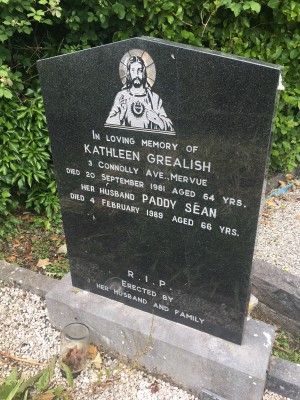 IN LOVING MEMORY OF
KATHLEEN GREALISH
3 CONNOLLY AVE., MERVUE
DIED 20 SEPTEMBER 1981 AGED 64 YRS.
HER HUSBAND PADDY SÉAN
DIED 4 FEBRUARY 1989 AGED 66 YRS.
R.I.P.
ERECTED BY
HER HUSBAND AND FAMILY